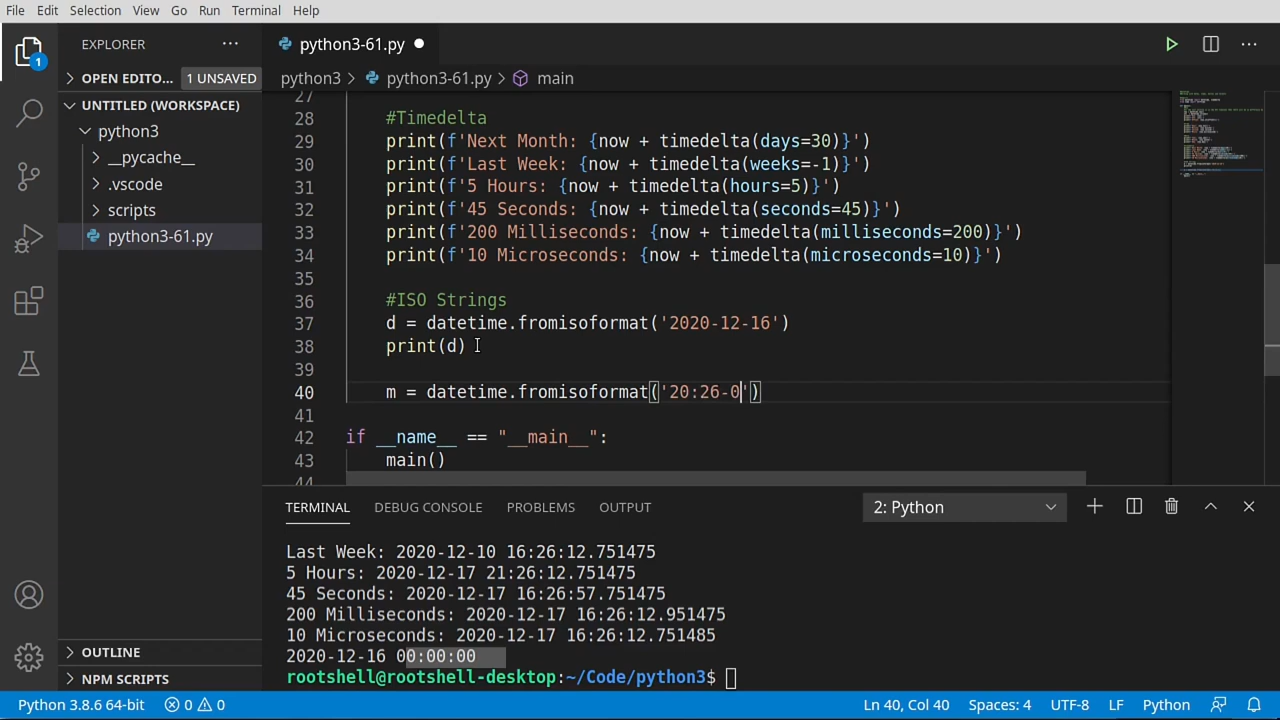 File Edit Selection View Go Run Terminal Help
1
EXPLORER
OPEN EDITO... 1 UNSAVED
UNTITLED (WORKSPACE)
python3
__pycache__
.vscode
scripts
python3-61.py
OUTLINE
NPM SCRIPTS
python3-61.py
python3 > python3-61.py > main
27
28 #Timedelta
29 print(f'Next Month: {now + timedelta(days=30)}')
30 print(f'Last Week: {now + timedelta(weeks=-1)}')
31 print(f'5 Hours: {now + timedelta(hours=5)}')
32 print(f'45 Seconds: {now + timedelta(seconds=45)}')
33 print(f'200 Milliseconds: {now + timedelta(milliseconds=200)}')
34 print(f'10 Microseconds: {now + timedelta(microseconds=10)}')
35
36 #ISO Strings
37 d = datetime.fromisoformat('2020-12-16')
38 print(d)
39
40 m = datetime.fromisoformat('20:26-0')
41
42 if __name__ == "__main__":
43 main()
44
TERMINAL DEBUG CONSOLE PROBLEMS OUTPUT 2: Python
Last Week: 2020-12-10 16:26:12.751475
5 Hours: 2020-12-17 21:26:12.751475
45 Seconds: 2020-12-17 16:26:57.751475
200 Milliseconds: 2020-12-17 16:26:12.951475
10 Microseconds: 2020-12-17 16:26:12.751485
2020-12-16 00:00:00
rootshell@rootshell-desktop:~/Code/python3$
Python 3.8.6 64-bit 0 0 Ln 40, Col 40 Spaces: 4 UTF-8 LF Python